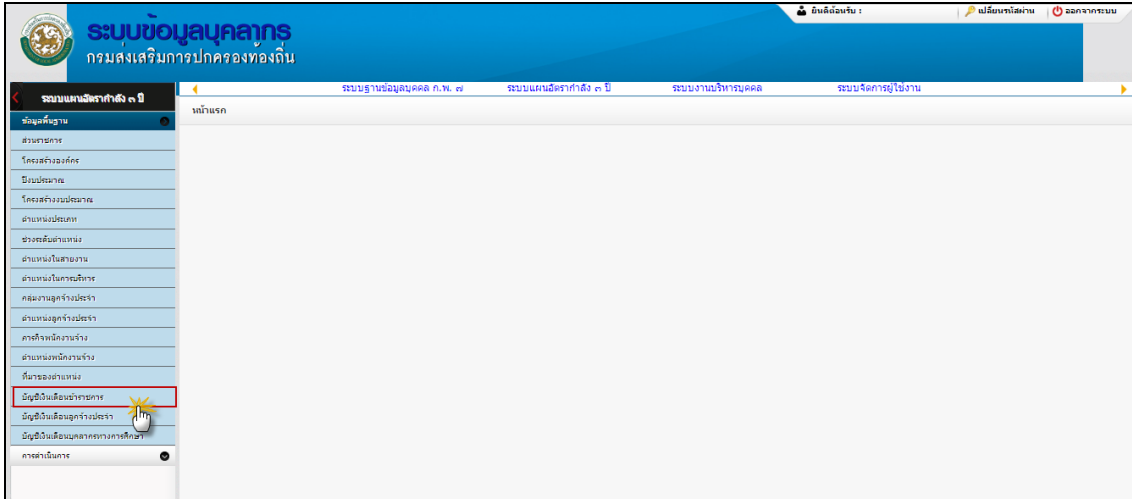 ยินดีต้อนรับ :
เปลี่ยนรหัสผ่าน
ออกจากระบบ
ระบบข้อมูลบุคลากร
กรมส่งเสริมการปกครองท้องถิ่น
ระบบแผนอัตรากำลัง ๓ ปี
ระบบฐานข้อมูลบุคคล ก.พ. ๗ ระบบแผนอัตรากำลัง ๓ ปี ระบบงานบริหารบุคคล ระบบจัดการผู้ใช้งาน
หน้าแรก
ข้อมูลพื้นฐาน
ส่วนราชการ
โครงสร้างองค์กร
ปีงบประมาณ
โครงสร้างงบประมาณ
ตำแหน่งประเภท
ช่วงระดับตำแหน่ง
ตำแหน่งในสายงาน
ตำแหน่งในการบริหาร
กลุ่มงานลูกจ้างประจำ
ตำแหน่งลูกจ้างประจำ
ภารกิจพนักงานจ้าง
ตำแหน่งพนักงานจ้าง
ที่มาของตำแหน่ง
บัญชีเงินเดือนข้าราชการ
บัญชีเงินเดือนลูกจ้างประจำ
บัญชีเงินเดือนบุคลากรทางการศึกษา
การดำเนินการ